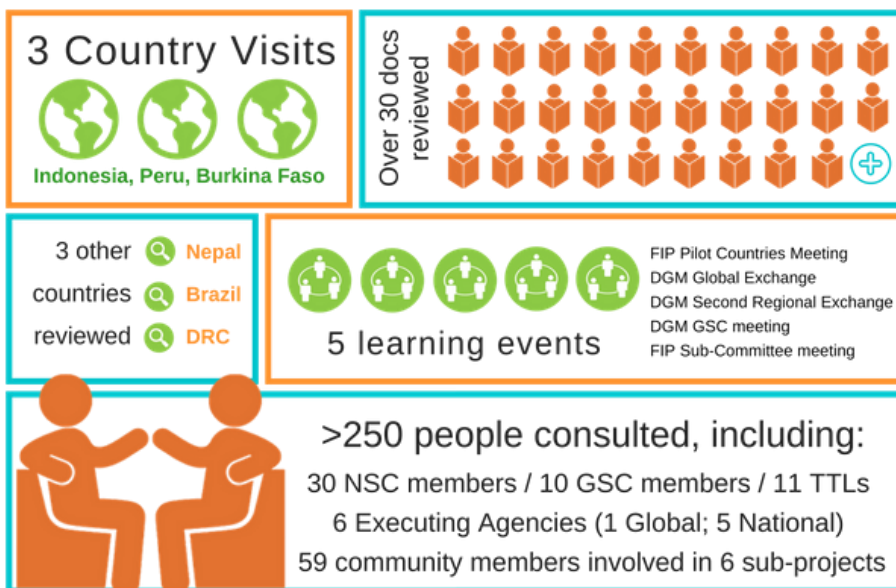 3 Country Visits
Indonesia, Peru, Burkina Faso
Over 30 docs
reviewed
3 other
countries
reviewed
Nepal
Brazil
DRC
5 learning events
FIP Pilot Countries Meeting
DGM Global Exchange
DGM Second Regional Exchange
DGM GSC meeting
FIP Sub-Committee meeting
>250 people consulted, including:
30 NSC members / 10 GSC members / 11 TTLs
6 Executing Agencies (1 Global; 5 National)
59 community members involved in 6 sub-projects